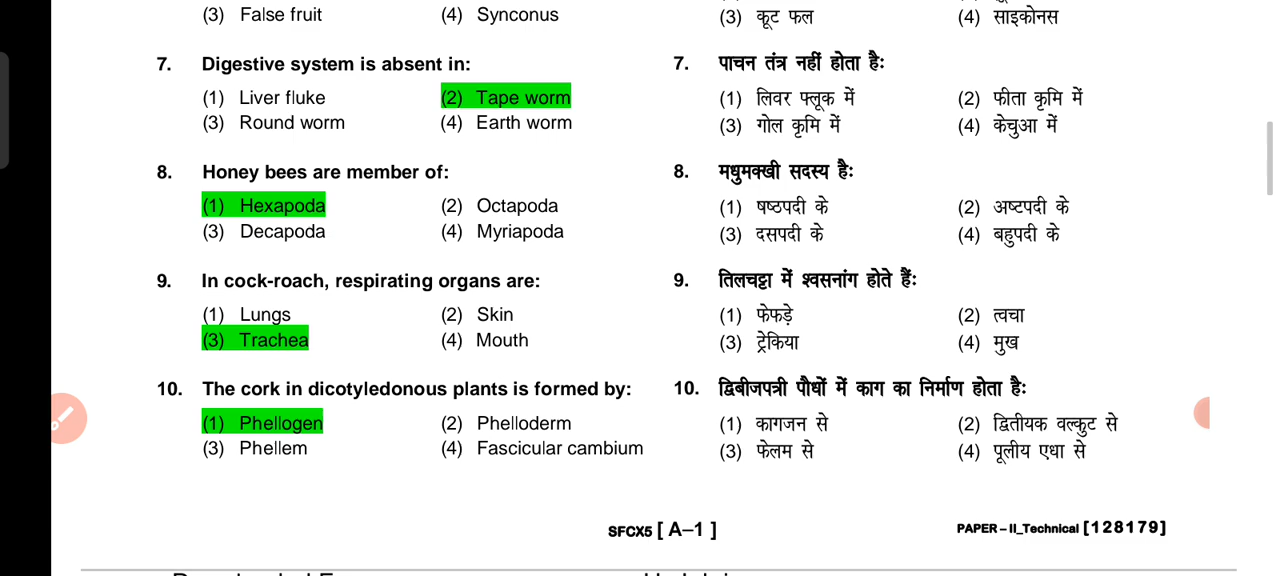 (3) False fruit (4) Synconus
7. Digestive system is absent in:
(1) Liver fluke (2) Tape worm
(3) Round worm (4) Earth worm
8. Honey bees are member of:
(1) Hexapoda (2) Octapoda
(3) Decapoda (4) Myriapoda
9. In cock-roach, respirating organs are:
(1) Lungs (2) Skin
(3) Trachea (4) Mouth
10. The cork in dicotyledonous plants is formed by:
(1) Phellogen (2) Phelloderm
(3) Phellem (4) Fascicular cambium
(3) कूट फल (4) साइकोनस
7. पाचन तंत्र नहीं होता है:
(1) लिवर फ्लूक में (2) फीता कृमि में
(3) गोल कृमि में (4) केचुआ में
8. मधुमक्खी सदस्य है:
(1) षष्ठपदी के (2) अष्टपदी के
(3) दसपदी के (4) बहुपदी के
9. तिलचट्टा में श्वसनांग होते हैं:
(1) फेफड़े (2) त्वचा
(3) ट्रेकिया (4) मुख
10. द्विबीजपत्री पौधों में काग का निर्माण होता है:
(1) कागजन से (2) द्वितीयक वल्कुट से
(3) फेलम से (4) पूलीय एधा से
SFCX5 [ A–1 ] PAPER – II_Technical [128179]